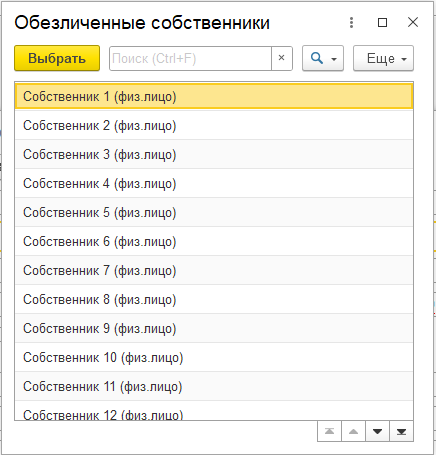 Обезличенные собственники
Выбрать
Поиск (Ctrl+F)
Еще
Собственник 1 (физ.лицо)
Собственник 2 (физ.лицо)
Собственник 3 (физ.лицо)
Собственник 4 (физ.лицо)
Собственник 5 (физ.лицо)
Собственник 6 (физ.лицо)
Собственник 7 (физ.лицо)
Собственник 8 (физ.лицо)
Собственник 9 (физ.лицо)
Собственник 10 (физ.лицо)
Собственник 11 (физ.лицо)
Собственник 12 (физ.лицо)